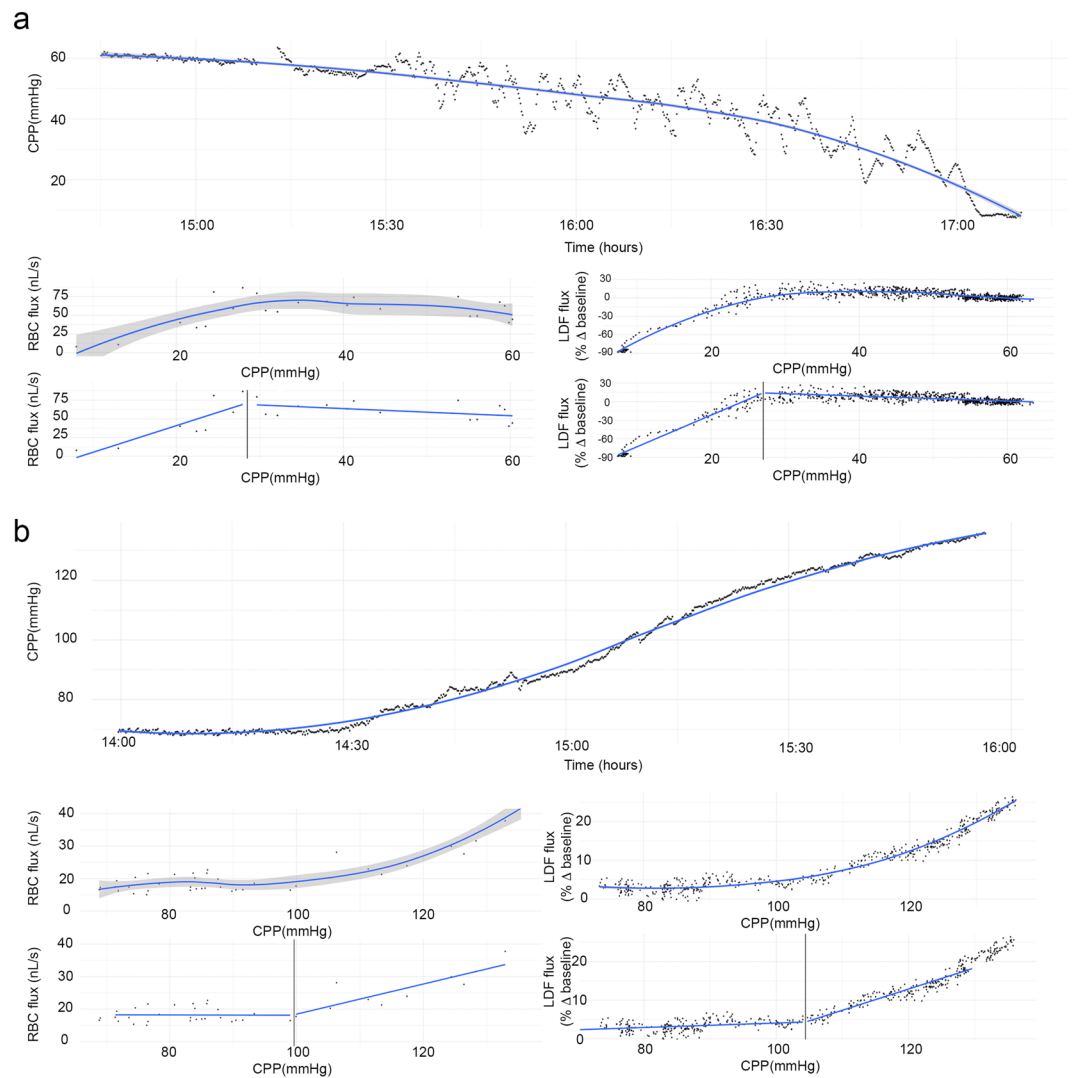 a
CPP(mmHg)
60
40
20
15:00 15:30 16:00 16:30 17:00
Time (hours)
RBC flux (nL/s)
75
50
25
0
20 40 60
CPP(mmHg)
LDF flux
(% Δ baseline)
30
0
-30
-60
-90
20 40 60
CPP(mmHg)
RBC flux (nL/s)
75
50
25
0
20 40 60
CPP(mmHg)
LDF flux
(% Δ baseline)
30
0
-30
-60
-90
20 40 60
CPP(mmHg)
b
CPP(mmHg)
120
100
80
14:00 14:30 15:00 15:30 16:00
Time (hours)
RBC flux (nL/s)
40
30
20
10
0
80 100 120
CPP(mmHg)
LDF flux
(% Δ baseline)
20
10
0
80 100 120
CPP(mmHg)
RBC flux (nL/s)
40
30
20
10
0
80 100 120
CPP(mmHg)
LDF flux
(% Δ baseline)
20
10
0
80 100 120
CPP(mmHg)